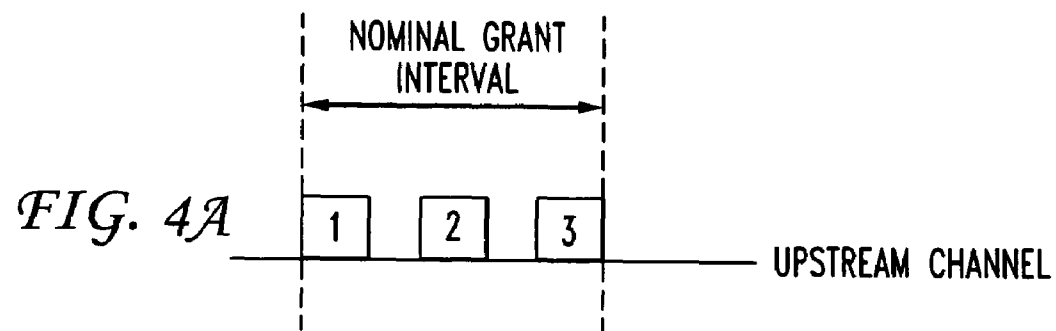 NOMINAL GRANT
INTERVAL
FIG. 4A
1 2 3
UPSTREAM CHANNEL